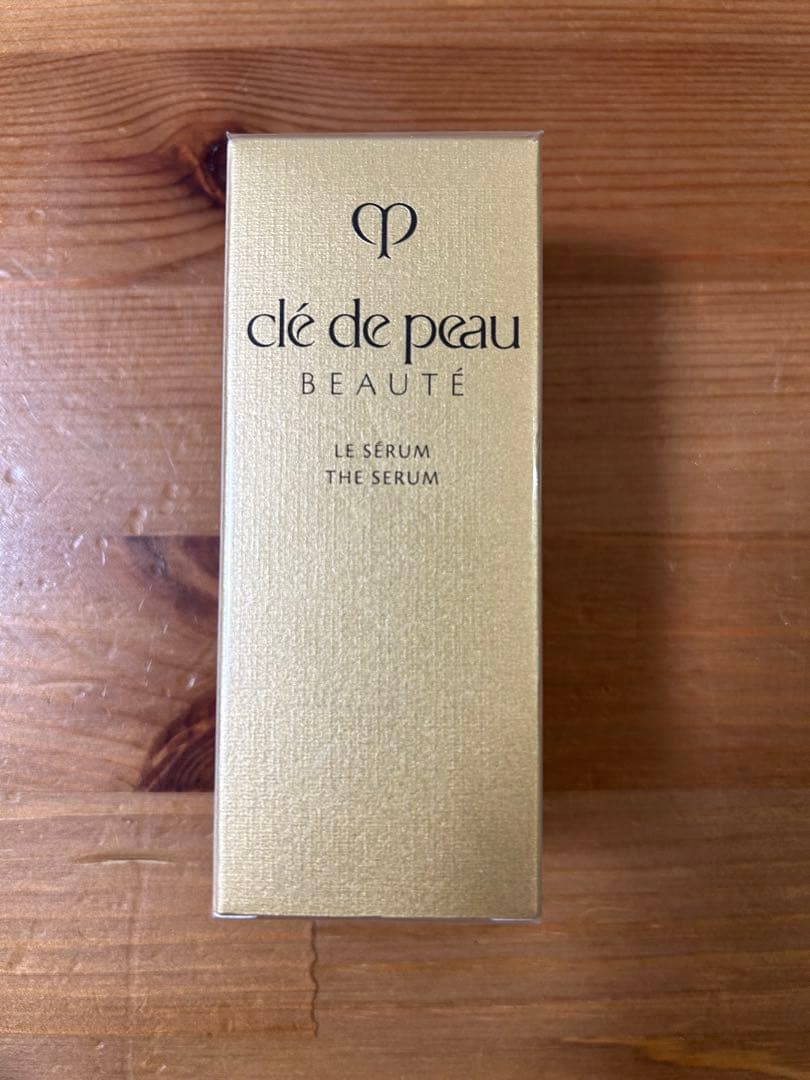 clé de peau
BEAUTÉ
LE SÉRUM
THE SERUM